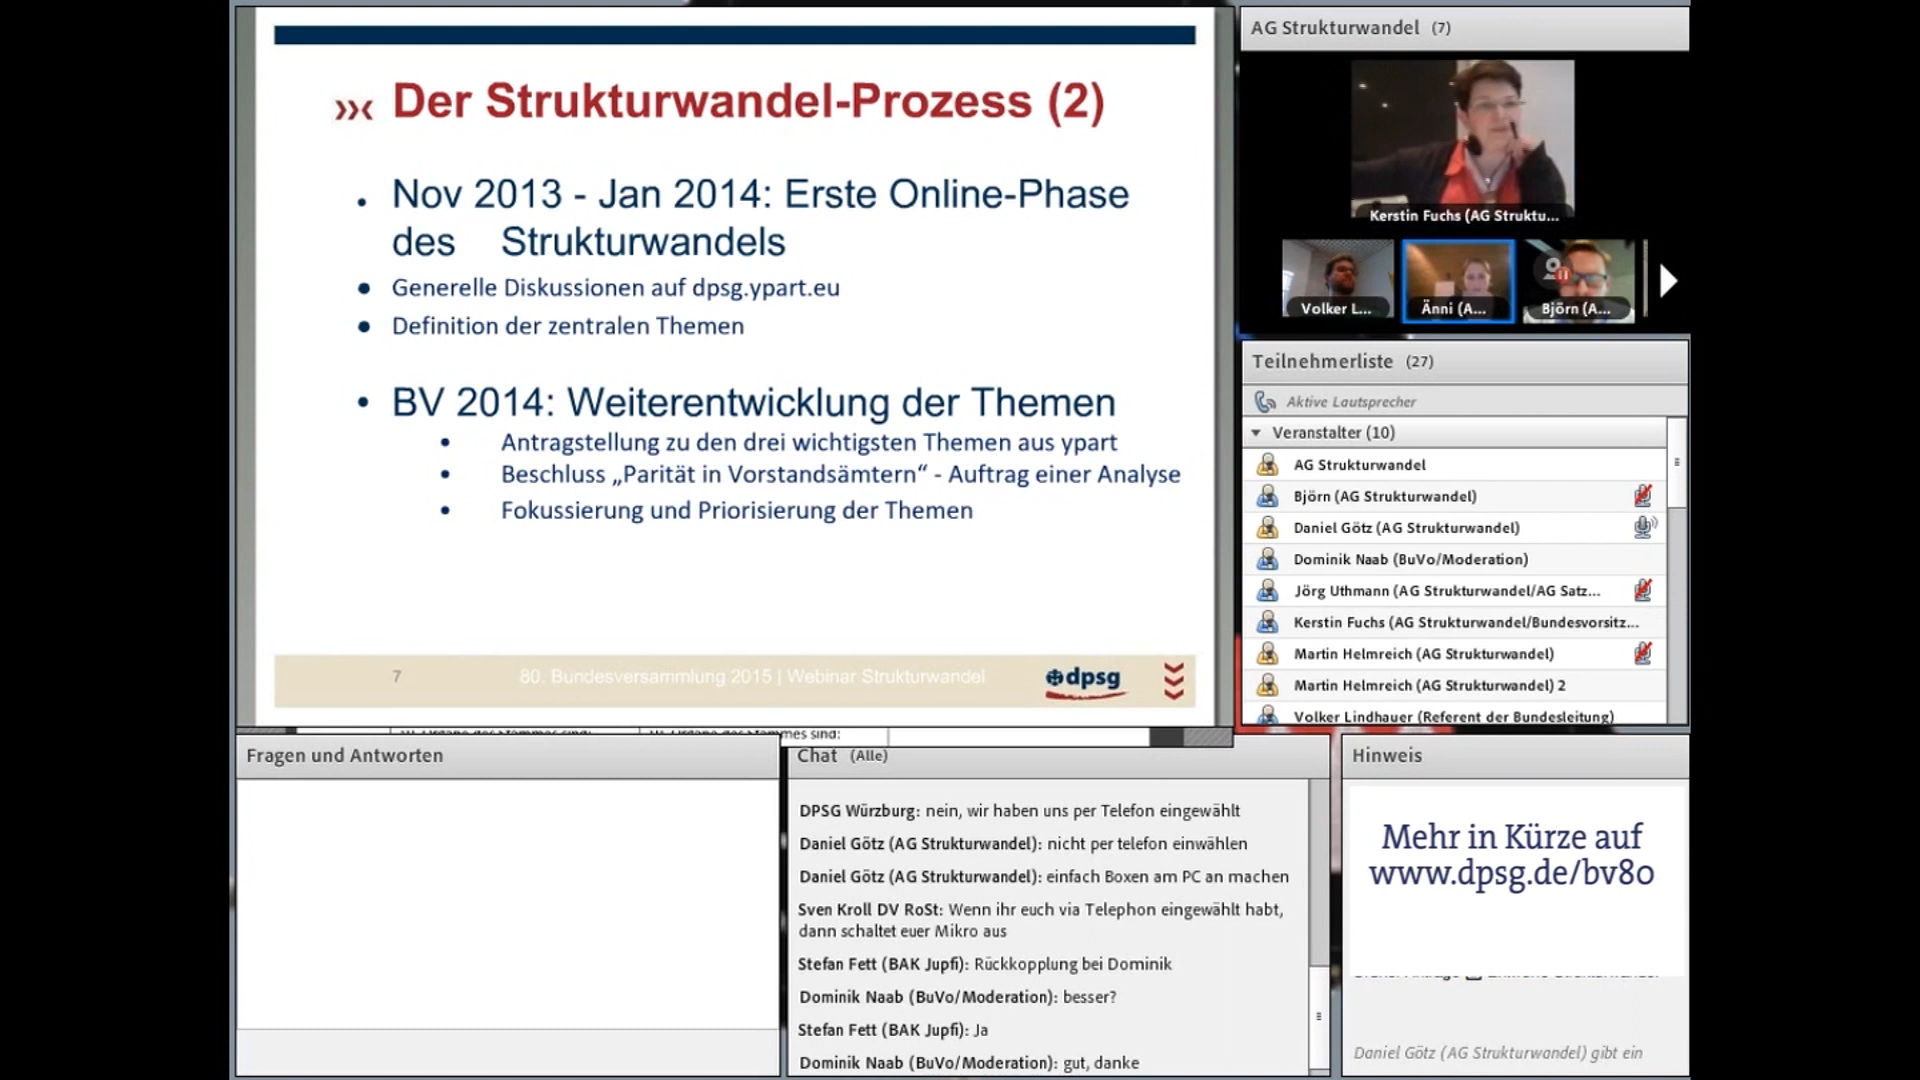 Der Strukturwandel-Prozess (2)
• Nov 2013 - Jan 2014: Erste Online-Phase
des Strukturwandels
• Generelle Diskussionen auf dpsg.ypart.eu
• Definition der zentralen Themen
• BV 2014: Weiterentwicklung der Themen
• Antragstellung zu den drei wichtigsten Themen aus ypart
• Beschluss „Parität in Vorstandsämtern“ - Auftrag einer Analyse
• Fokussierung und Priorisierung der Themen
7
80. Bundesversammlung 2015 | Webinar Strukturwandel
dpsg
AG Strukturwandel (7)
Kerstin Fuchs (AG Struktu...
Volker L...
Änni (A...
Björn (A...
Teilnehmerliste (27)
Aktive Lautsprecher
Veranstalter (10)
AG Strukturwandel
Björn (AG Strukturwandel)
Daniel Götz (AG Strukturwandel)
Dominik Naab (BuVo/Moderation)
Jörg Uthmann (AG Strukturwandel/AG Satz...
Kerstin Fuchs (AG Strukturwandel/Bundesvorsitz...
Martin Helmreich (AG Strukturwandel)
Martin Helmreich (AG Strukturwandel) 2
Volker Lindhauer (Referent der Bundesleitung)
Fragen und Antworten
Chat (Alle)
DPSG Würzburg: nein, wir haben uns per Telefon eingewählt
Daniel Götz (AG Strukturwandel): nicht per telefon einwählen
Daniel Götz (AG Strukturwandel): einfach Boxen am PC an machen
Sven Kroll DV RoSt: Wenn ihr euch via Telephon eingewählt habt,
dann schaltet euer Mikro aus
Stefan Fett (BAK Jupfi): Rückkopplung bei Dominik
Dominik Naab (BuVo/Moderation): besser?
Stefan Fett (BAK Jupfi): Ja
Dominik Naab (BuVo/Moderation): gut, danke
Hinweis
Mehr in Kürze auf
www.dpsg.de/bv80
Daniel Götz (AG Strukturwandel) gibt ein